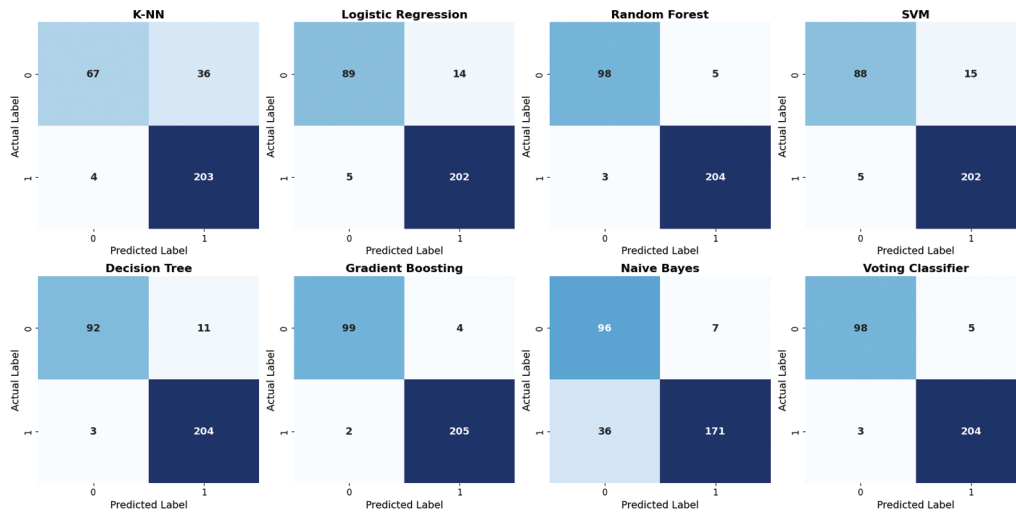 K-NN
Actual Label
0
67
36
1
4
203
0
1
Predicted Label
Logistic Regression
Actual Label
0
89
14
1
5
202
0
1
Predicted Label
Random Forest
Actual Label
0
98
5
1
3
204
0
1
Predicted Label
SVM
Actual Label
0
88
15
1
5
202
0
1
Predicted Label
Decision Tree
Actual Label
0
92
11
1
3
204
0
1
Predicted Label
Gradient Boosting
Actual Label
0
99
4
1
2
205
0
1
Predicted Label
Naive Bayes
Actual Label
0
96
7
1
36
171
0
1
Predicted Label
Voting Classifier
Actual Label
0
98
5
1
3
204
0
1
Predicted Label